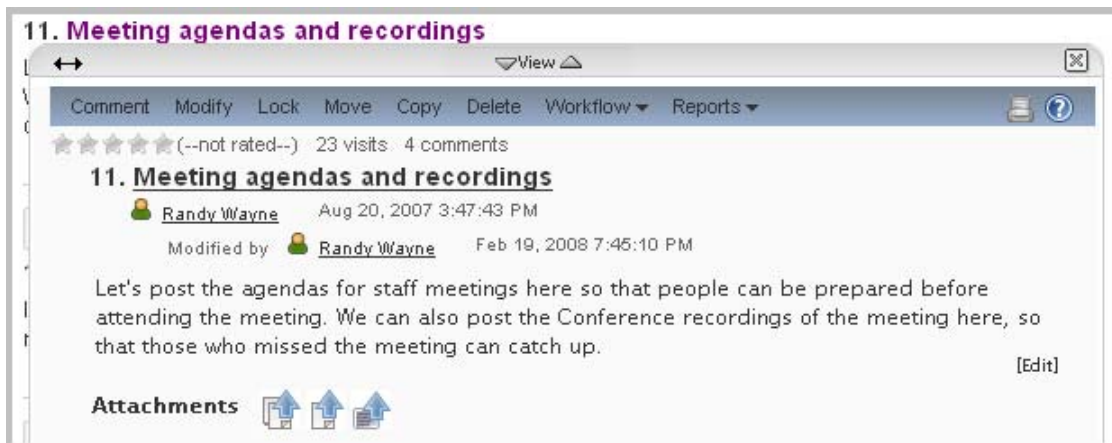 11. Meeting agendas and recordings
View
Comment Modify Lock Move Copy Delete Workflow Reports
(--not rated--) 23 visits 4 comments
11. Meeting agendas and recordings
Randy Wayne Aug 20, 2007 3:47:43 PM
Modified by Randy Wayne Feb 19, 2008 7:45:10 PM
Let's post the agendas for staff meetings here so that people can be prepared before
attending the meeting. We can also post the Conference recordings of the meeting here, so
that those who missed the meeting can catch up.
[Edit]
Attachments